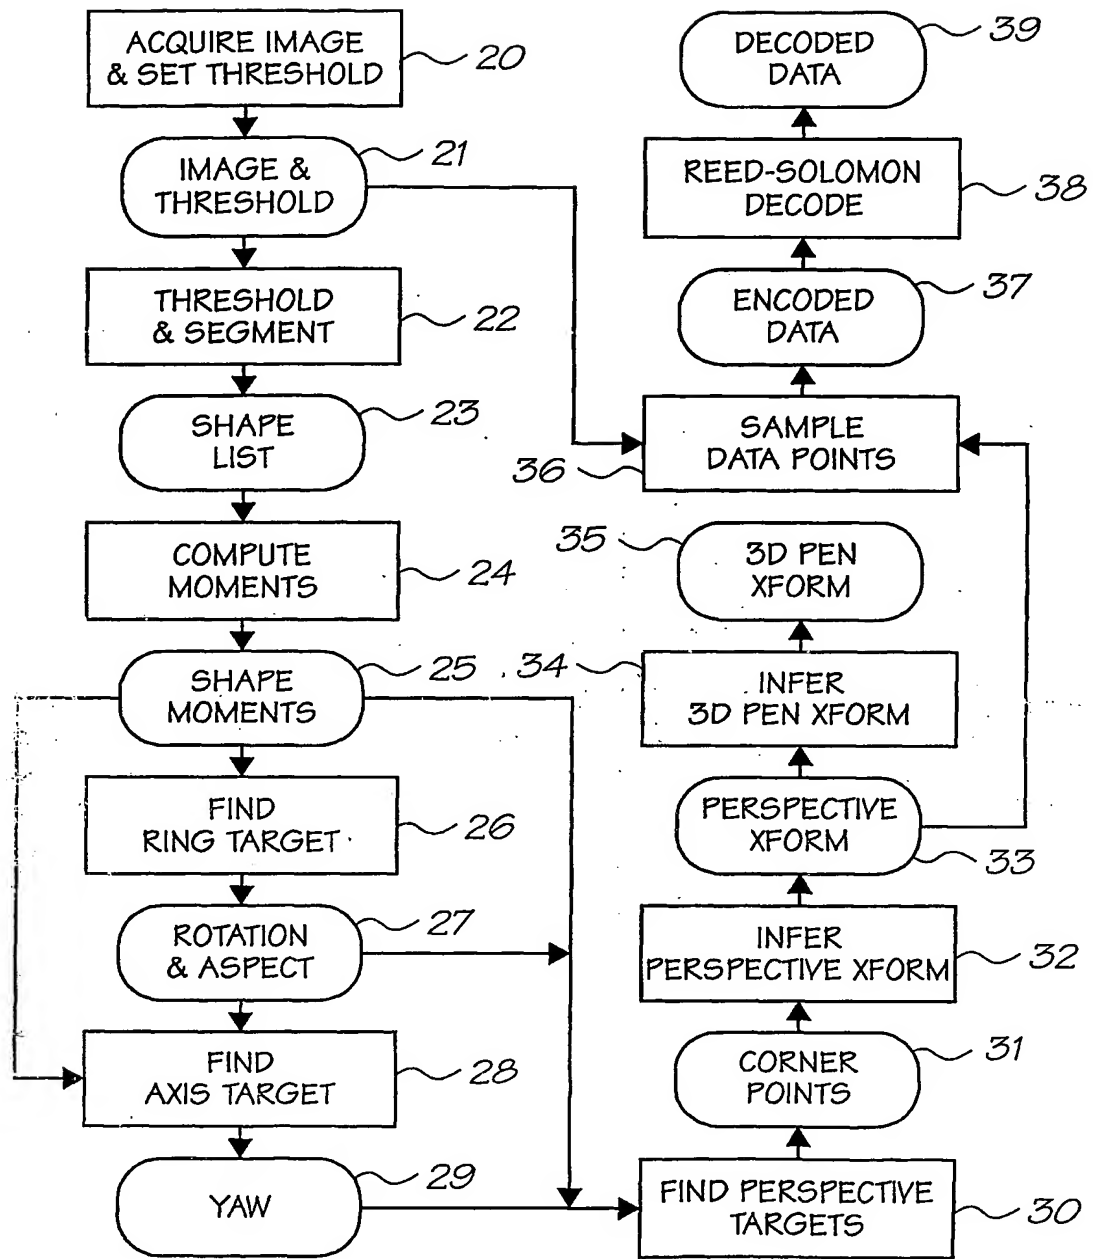 ACQUIRE IMAGE
& SET THRESHOLD
20
IMAGE &
THRESHOLD
21
THRESHOLD
& SEGMENT
22
SHAPE
LIST
23
COMPUTE
MOMENTS
24
SHAPE
MOMENTS
25
FIND
RING TARGET
26
ROTATION
& ASPECT
27
FIND
AXIS TARGET
28
YAW
29
DECODED
DATA
39
REED-SOLOMON
DECODE
38
ENCODED
DATA
37
SAMPLE
DATA POINTS
36
3D PEN
XFORM
35
INFER
3D PEN XFORM
34
PERSPECTIVE
XFORM
33
INFER
PERSPECTIVE XFORM
32
CORNER
POINTS
31
FIND PERSPECTIVE
TARGETS
30